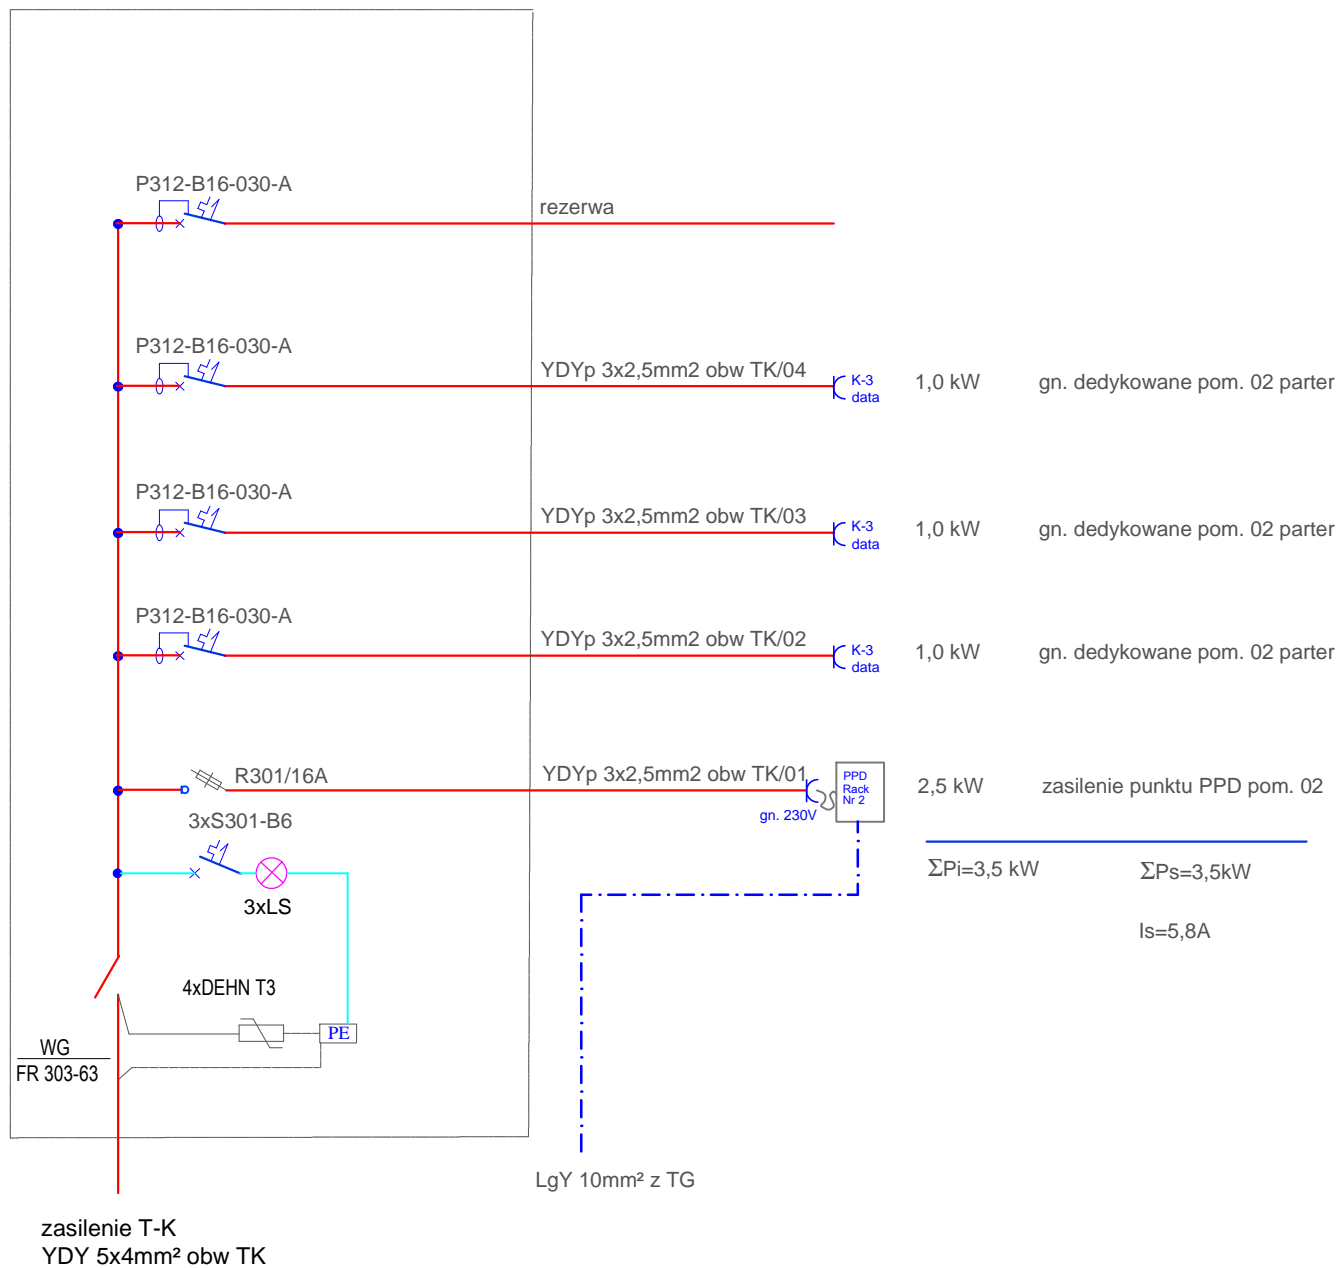 P312-B16-030-A
rezerwa
P312-B16-030-A
YDYp 3x2,5mm2 obw TK/04
K-3
data
1,0 kW
gn. dedykowane pom. 02 parter
P312-B16-030-A
YDYp 3x2,5mm2 obw TK/03
K-3
data
1,0 kW
gn. dedykowane pom. 02 parter
P312-B16-030-A
YDYp 3x2,5mm2 obw TK/02
K-3
data
1,0 kW
gn. dedykowane pom. 02 parter
R301/16A
YDYp 3x2,5mm2 obw TK/01
gn. 230V
PPD
Rack
Nr 2
2,5 kW
zasilenie punktu PPD pom. 02
3xS301-B6
3xLS
ΣPi=3,5 kW
ΣPs=3,5kW
Is=5,8A
4xDEHN T3
PE
WG
FR 303-63
LgY 10mm² z TG
zasilenie T-K
YDY 5x4mm² obw TK